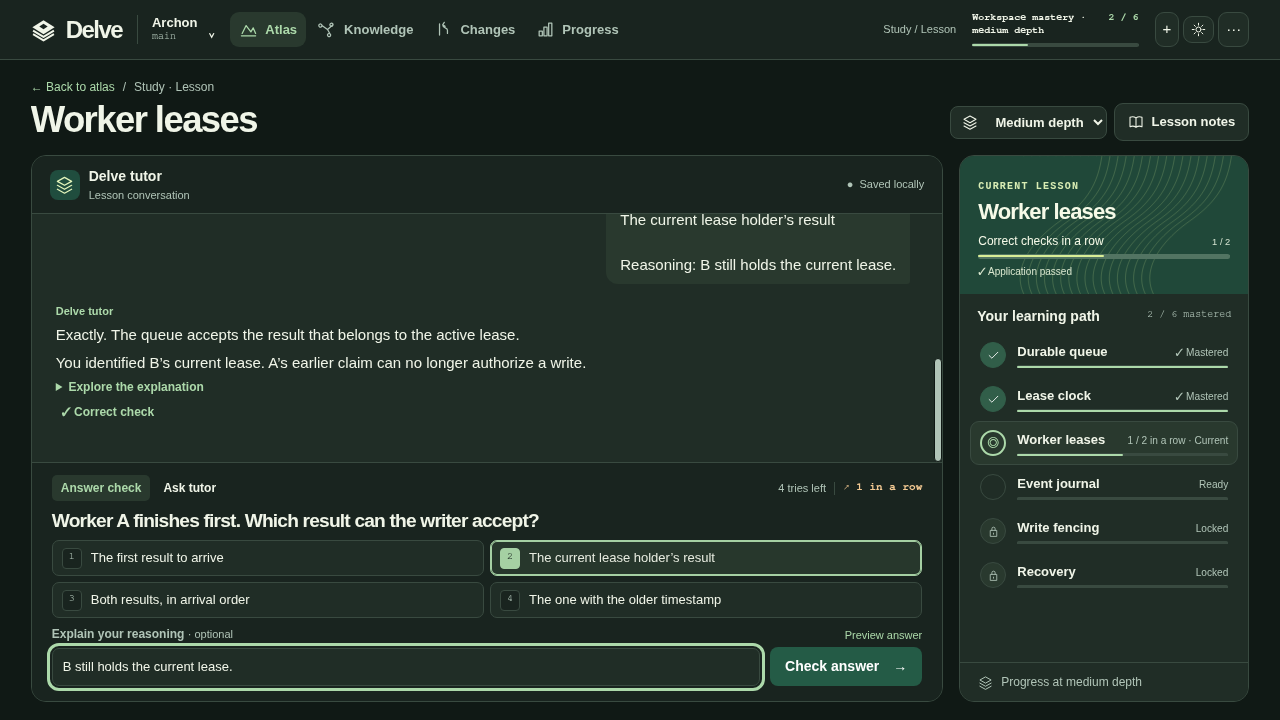 Delve
Archon
main
Atlas
Knowledge
Changes
Progress
Study / Lesson
Workspace mastery · 2 / 6
medium depth
+
...
← Back to atlas / Study · Lesson
Worker leases
Medium depth
Lesson notes
Delve tutor
Lesson conversation
● Saved locally
The current lease holder’s result
Reasoning: B still holds the current lease.
Delve tutor
Exactly. The queue accepts the result that belongs to the active lease.
You identified B’s current lease. A’s earlier claim can no longer authorize a write.
▶ Explore the explanation
✓ Correct check
Answer check
Ask tutor
4 tries left
↗ 1 in a row
Worker A finishes first. Which result can the writer accept?
1 The first result to arrive
2 The current lease holder’s result
3 Both results, in arrival order
4 The one with the older timestamp
Explain your reasoning · optional
Preview answer
B still holds the current lease.
Check answer →
CURRENT LESSON
Worker leases
Correct checks in a row 1 / 2
✓ Application passed
Your learning path 2 / 6 mastered
Durable queue ✓ Mastered
Lease clock ✓ Mastered
Worker leases 1 / 2 in a row · Current
Event journal Ready
Write fencing Locked
Recovery Locked
Progress at medium depth